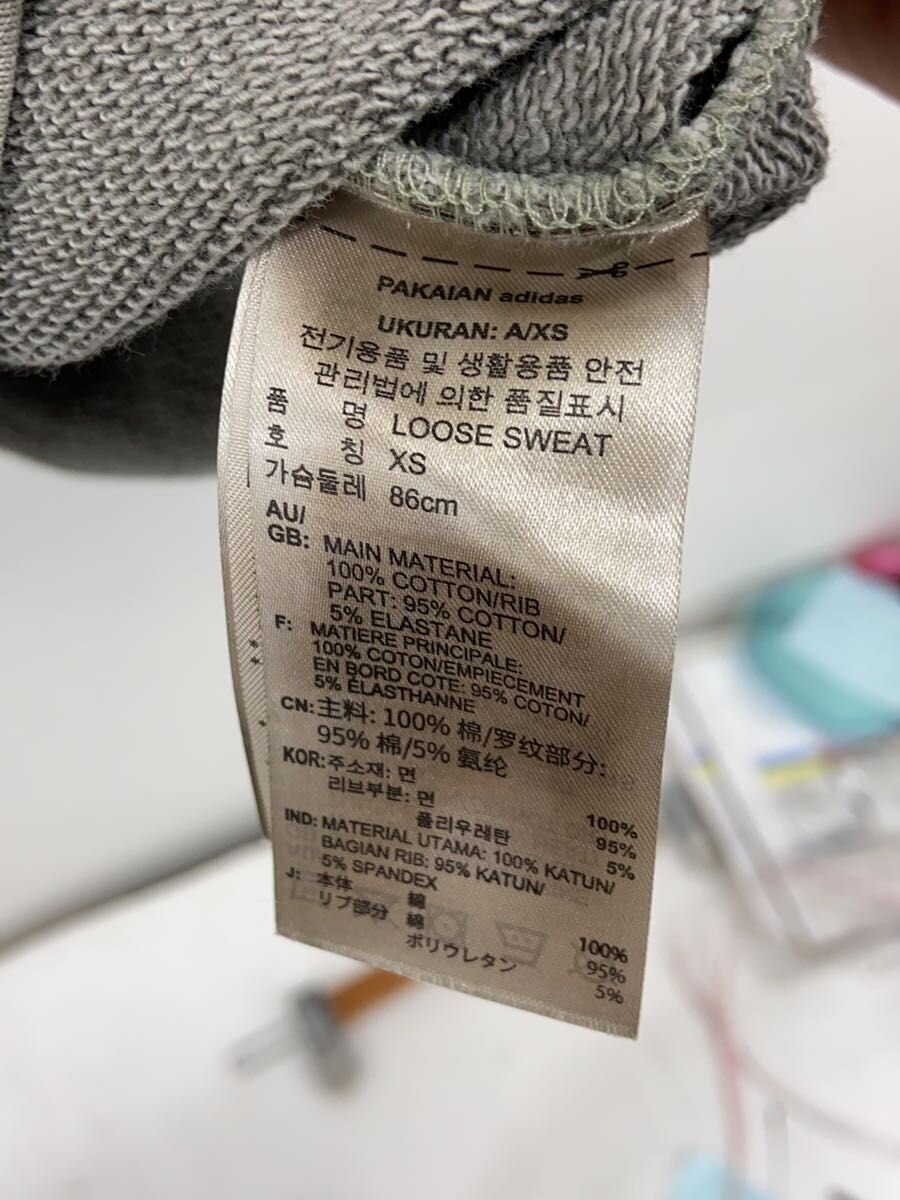 PAKAIAN adidas
UKURAN: A/XS
전기용품 및 생활용품 안전
관리법에 의한 품질표시
품 명 LOOSE SWEAT
호 칭 XS
가슴둘레 86cm
AU/
GB: MAIN MATERIAL:
100% COTTON/RIB
PART: 95% COTTON/
5% ELASTANE
F: MATIERE PRINCIPALE:
100% COTON/EMPIECEMENT
EN BORD COTE: 95% COTON/
5% ÉLASTHANNE
CN: 主料: 100% 棉/罗纹部分:
95% 棉/5% 氨纶
KOR: 주소재: 면 100%
리브부분: 면 95%
폴리우레탄 5%
IND: MATERIAL UTAMA: 100% KATUN/
BAGIAN RIB: 95% KATUN/
5% SPANDEX
J: 本体 綿 100%
リブ部分 綿 95%
ポリウレタン 5%